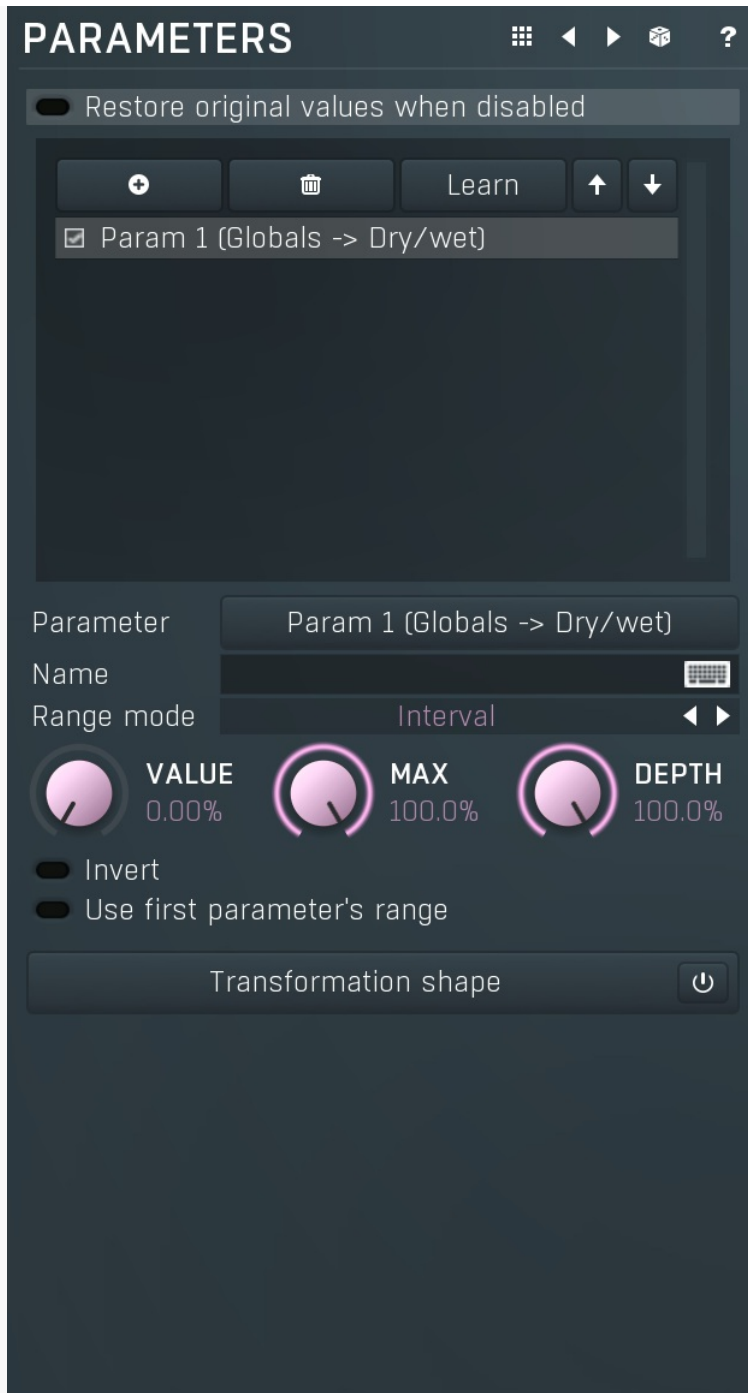 PARAMETERS ?
Restore original values when disabled
Learn
Param 1 (Globals -> Dry/wet)
Parameter Param 1 (Globals -> Dry/wet)
Name
Range mode Interval
VALUE MAX DEPTH
0.00% 100.0% 100.0%
Invert
Use first parameter's range
Transformation shape